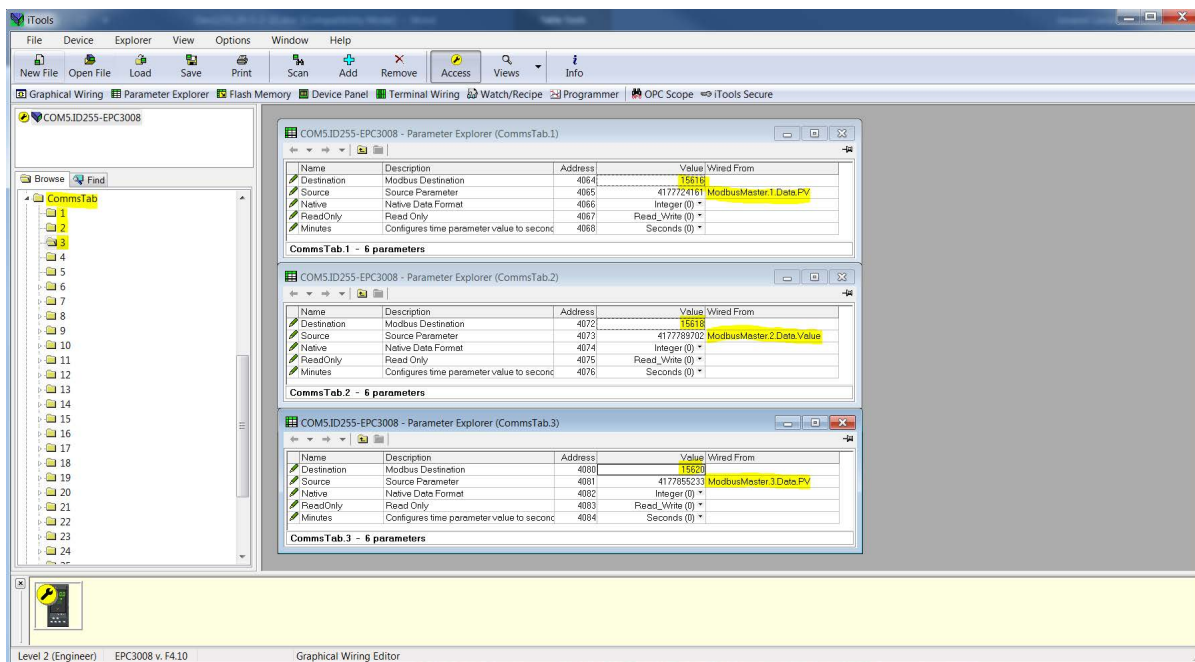 iTools
File Device Explorer View Options Window Help
New File Open File Load Save Print Scan Add Remove Access Views Info
Graphical Wiring Parameter Explorer Flash Memory Device Panel Terminal Wiring Watch/Recipe Programmer OPC Scope iTools Secure
COM5.ID255-EPC3008
Browse Find
CommsTab
1
2
3
4
5
6
7
8
9
10
11
12
13
14
15
16
17
18
19
20
21
22
23
24
COM5.ID255-EPC3008 - Parameter Explorer (CommsTab.1)
Name Description Address Value Wired From
Destination Modbus Destination 4064 15616
Source Source Parameter 4065 4177724161 ModbusMaster.1.Data.PV
Native Native Data Format 4066 Integer (0)
ReadOnly Read Only 4067 Read_Write (0)
Minutes Configures time parameter value to second 4068 Seconds (0)
CommsTab.1 - 6 parameters
COM5.ID255-EPC3008 - Parameter Explorer (CommsTab.2)
Name Description Address Value Wired From
Destination Modbus Destination 4072 15618
Source Source Parameter 4073 4177789702 ModbusMaster.2.Data.Value
Native Native Data Format 4074 Integer (0)
ReadOnly Read Only 4075 Read_Write (0)
Minutes Configures time parameter value to second 4076 Seconds (0)
CommsTab.2 - 6 parameters
COM5.ID255-EPC3008 - Parameter Explorer (CommsTab.3)
Name Description Address Value Wired From
Destination Modbus Destination 4080 15620
Source Source Parameter 4081 4177855233 ModbusMaster.3.Data.PV
Native Native Data Format 4082 Integer (0)
ReadOnly Read Only 4083 Read_Write (0)
Minutes Configures time parameter value to second 4084 Seconds (0)
CommsTab.3 - 6 parameters
Level 2 (Engineer) EPC3008 v. F4.10 Graphical Wiring Editor